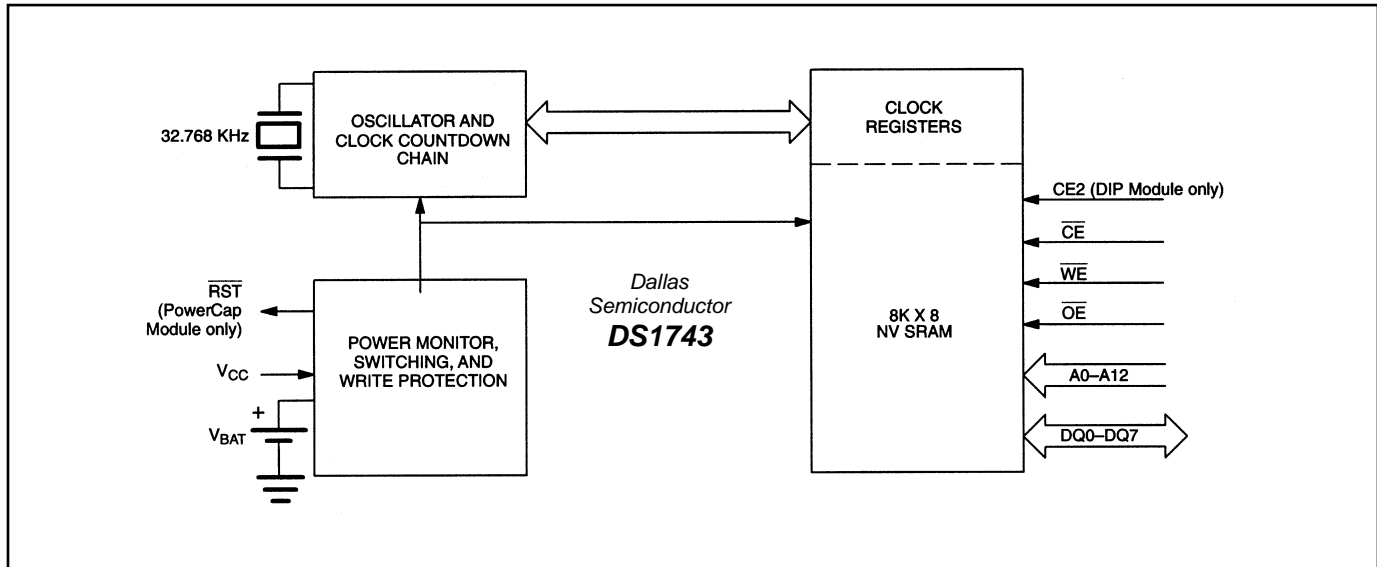 32.768 KHz
OSCILLATOR AND
CLOCK COUNTDOWN
CHAIN
CLOCK
REGISTERS
CE2 (DIP Module only)
CE
WE
OE
A0–A12
DQ0–DQ7
8K X 8
NV SRAM
Dallas
Semiconductor
DS1743
RST
(PowerCap
Module only)
VCC
+
VBAT
POWER MONITOR,
SWITCHING, AND
WRITE PROTECTION